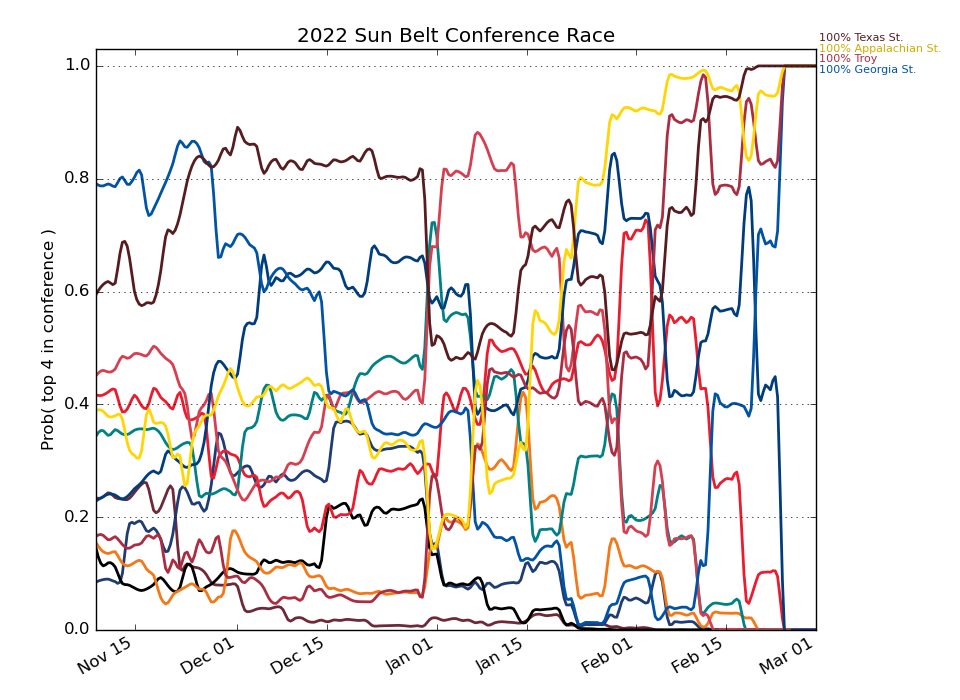 2022 Sun Belt Conference Race
100% Texas St.
100% Appalachian St.
100% Troy
100% Georgia St.
Prob( top 4 in conference )
1.0
0.8
0.6
0.4
0.2
0.0
Nov 15
Dec 01
Dec 15
Jan 01
Jan 15
Feb 01
Feb 15
Mar 01